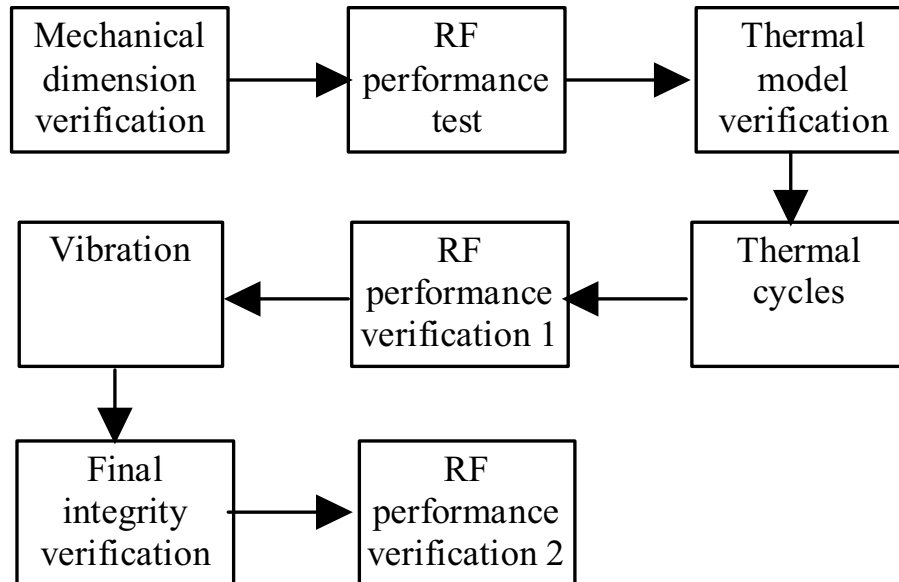 Mechanical
dimension
verification
RF
performance
test
Thermal
model
verification
Vibration
RF
performance
verification 1
Thermal
cycles
Final
integrity
verification
RF
performance
verification 2